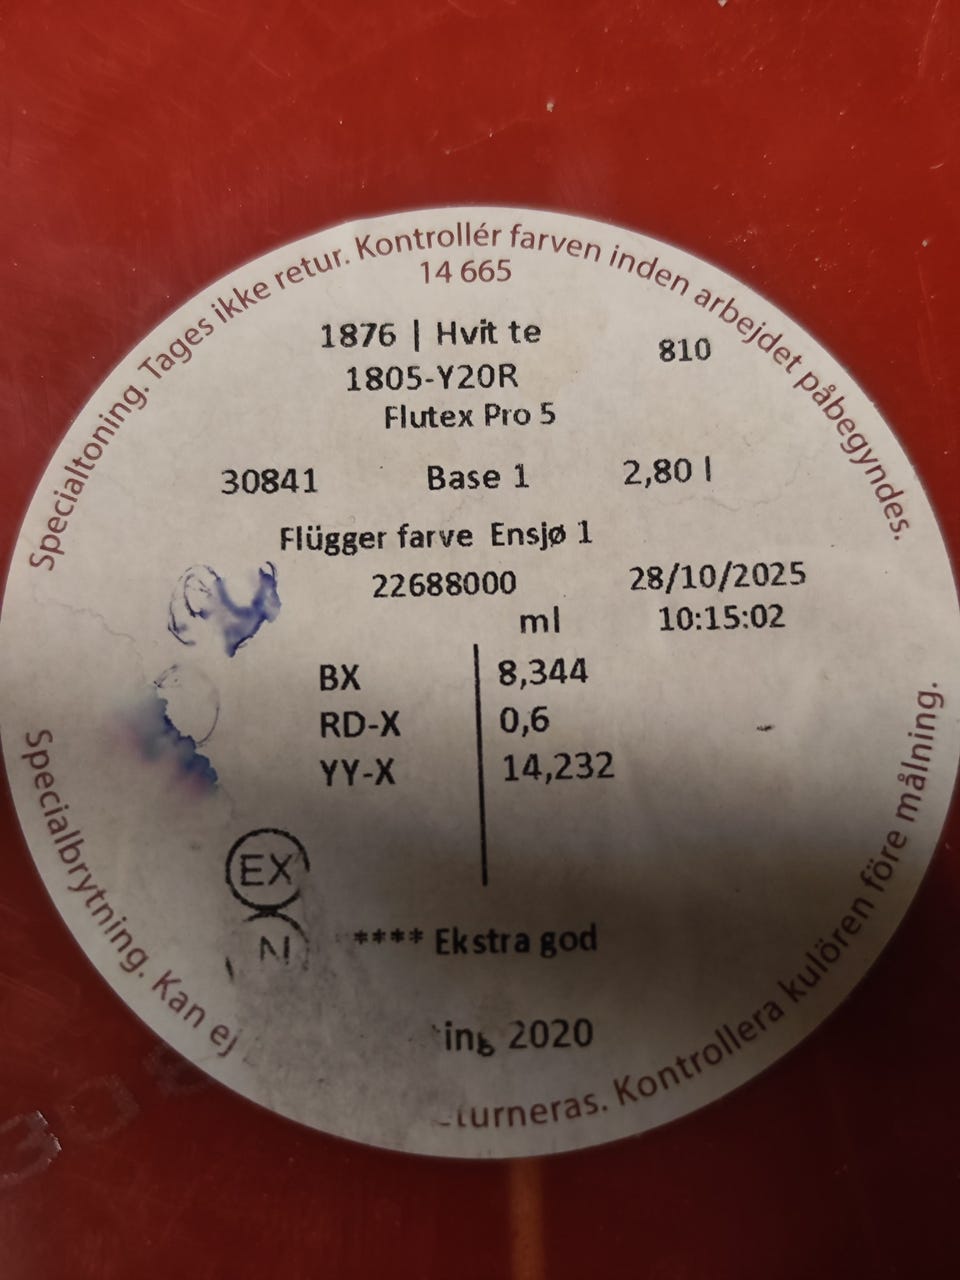 Specialtoning. Tages ikke retur. Kontrollér farven inden arbejdet påbegyndes.
14 665
1876 | Hvit te
810
1805-Y20R
Flutex Pro 5
30841 Base 1 2,80 l
Flügger farve Ensjø 1
22688000 28/10/2025
ml 10:15:02
BX 8,344
RD-X 0,6
YY-X 14,232
EX
N
**** Ekstra god
2020
Specialbrytning. Kan ej
Kontrollera kulören före målning.